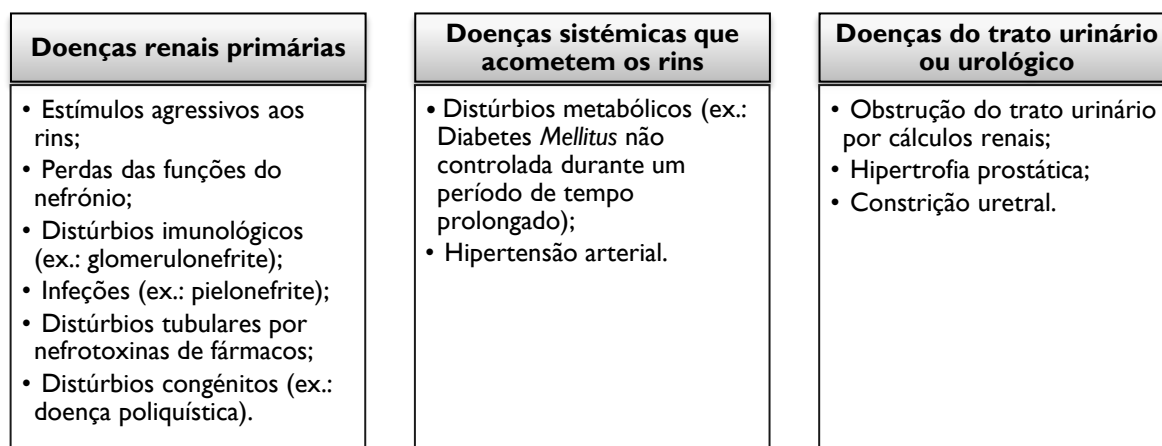 Doenças renais primárias
• Estímulos agressivos aos
rins;
• Perdas das funções do
nefrónio;
• Distúrbios imunológicos
(ex.: glomerulonefrite);
• Infeções (ex.: pielonefrite);
• Distúrbios tubulares por
nefrotoxinas de fármacos;
• Distúrbios congénitos (ex.:
doença poliquística).
Doenças sistémicas que
acometem os rins
• Distúrbios metabólicos (ex.:
Diabetes Mellitus não
controlada durante um
período de tempo
prolongado);
• Hipertensão arterial.
Doenças do trato urinário
ou urológico
• Obstrução do trato urinário
por cálculos renais;
• Hipertrofia prostática;
• Constrição uretral.